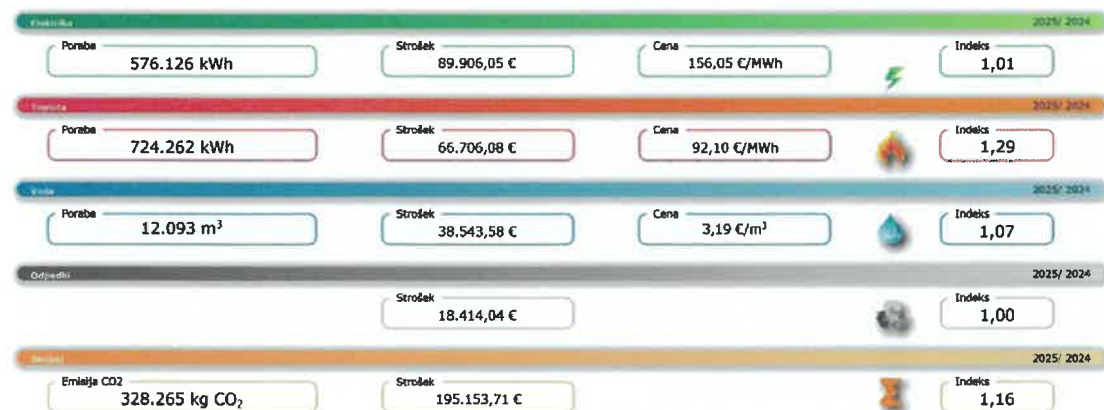 Elektrika 2025/ 2024
Poraba Strošek Cena Indeks
576.126 kWh 89.906,05 € 156,05 €/MWh 1,01
Toplota 2025/ 2024
Poraba Strošek Cena Indeks
724.262 kWh 66.706,08 € 92,10 €/MWh 1,29
Voda 2025/ 2024
Poraba Strošek Cena Indeks
12.093 m³ 38.543,58 € 3,19 €/m³ 1,07
Odpadki 2025/ 2024
Strošek Indeks
18.414,04 € 1,00
Skupaj 2025/ 2024
Emisija CO2 Strošek Indeks
328.265 kg CO₂ 195.153,71 € 1,16